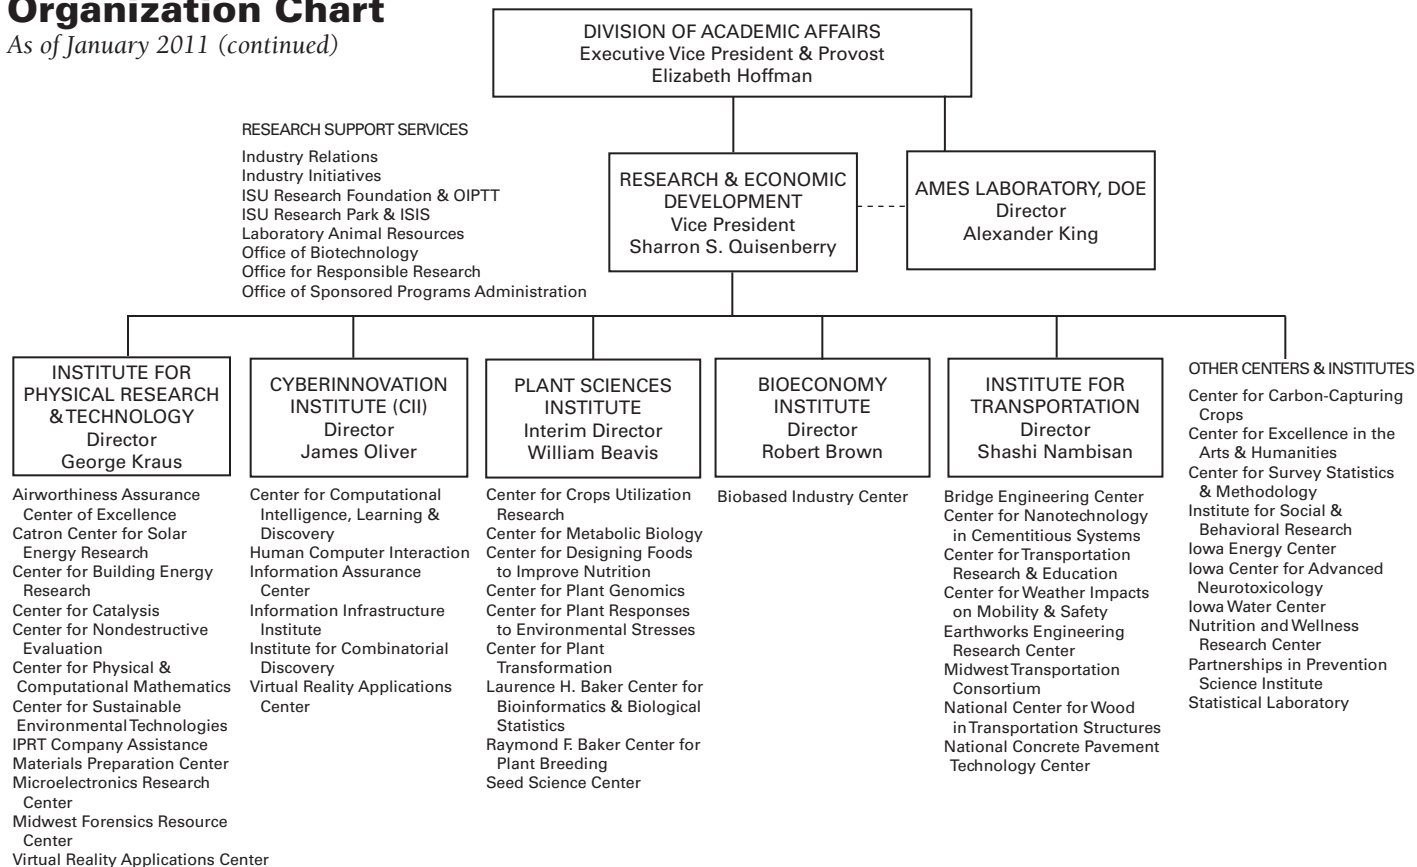 Organization Chart
As of January 2011 (continued)
DIVISION OF ACADEMIC AFFAIRS
Executive Vice President & Provost
Elizabeth Hoffman
RESEARCH SUPPORT SERVICES
Industry Relations
Industry Initiatives
ISU Research Foundation & OIPTT
ISU Research Park & ISIS
Laboratory Animal Resources
Office of Biotechnology
Office for Responsible Research
Office of Sponsored Programs Administration
RESEARCH & ECONOMIC
DEVELOPMENT
Vice President
Sharron S. Quisenberry
AMES LABORATORY, DOE
Director
Alexander King
INSTITUTE FOR
PHYSICAL RESEARCH
& TECHNOLOGY
Director
George Kraus
Airworthiness Assurance
Center of Excellence
Catron Center for Solar
Energy Research
Center for Building Energy
Research
Center for Catalysis
Center for Nondestructive
Evaluation
Center for Physical &
Computational Mathematics
Center for Sustainable
Environmental Technologies
IPRT Company Assistance
Materials Preparation Center
Microelectronics Research
Center
Midwest Forensics Resource
Center
Virtual Reality Applications Center
CYBERINNOVATION
INSTITUTE (CII)
Director
James Oliver
Center for Computational
Intelligence, Learning &
Discovery
Human Computer Interaction
Information Assurance
Center
Information Infrastructure
Institute
Institute for Combinatorial
Discovery
Virtual Reality Applications
Center
PLANT SCIENCES
INSTITUTE
Interim Director
William Beavis
Center for Crops Utilization
Research
Center for Metabolic Biology
Center for Designing Foods
to Improve Nutrition
Center for Plant Genomics
Center for Plant Responses
to Environmental Stresses
Center for Plant
Transformation
Laurence H. Baker Center for
Bioinformatics & Biological
Statistics
Raymond F. Baker Center for
Plant Breeding
Seed Science Center
BIOECONOMY
INSTITUTE
Director
Robert Brown
Biobased Industry Center
INSTITUTE FOR
TRANSPORTATION
Director
Shashi Nambisan
Bridge Engineering Center
Center for Nanotechnology
in Cementitious Systems
Center for Transportation
Research & Education
Center for Weather Impacts
on Mobility & Safety
Earthworks Engineering
Research Center
Midwest Transportation
Consortium
National Center for Wood
in Transportation Structures
National Concrete Pavement
Technology Center
OTHER CENTERS & INSTITUTES
Center for Carbon-Capturing
Crops
Center for Excellence in the
Arts & Humanities
Center for Survey Statistics
& Methodology
Institute for Social &
Behavioral Research
Iowa Energy Center
Iowa Center for Advanced
Neurotoxicology
Iowa Water Center
Nutrition and Wellness
Research Center
Partnerships in Prevention
Science Institute
Statistical Laboratory